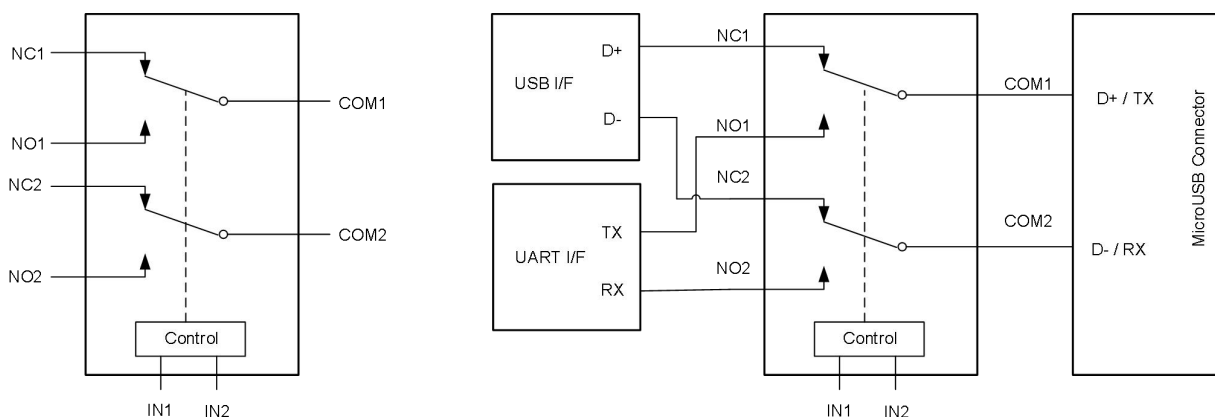 NC1
NO1
NC2
NO2
COM1
COM2
Control
IN1 IN2
USB I/F
D+
D-
UART I/F
TX
RX
NC1
NO1
NC2
NO2
Control
IN1 IN2
COM1
COM2
D+ / TX
D- / RX
MicroUSB Connector